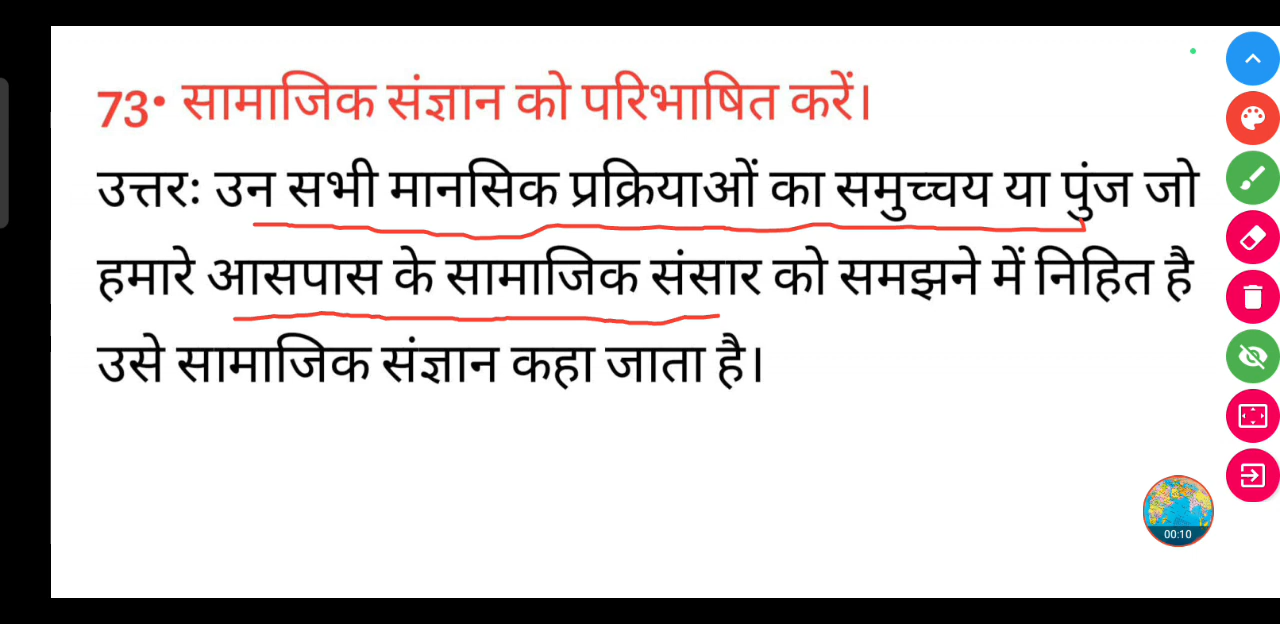 73• सामाजिक संज्ञान को परिभाषित करें।
उत्तरः उन सभी मानसिक प्रक्रियाओं का समुच्चय या पुंज जो
हमारे आसपास के सामाजिक संसार को समझने में निहित है
उसे सामाजिक संज्ञान कहा जाता है।
00:10